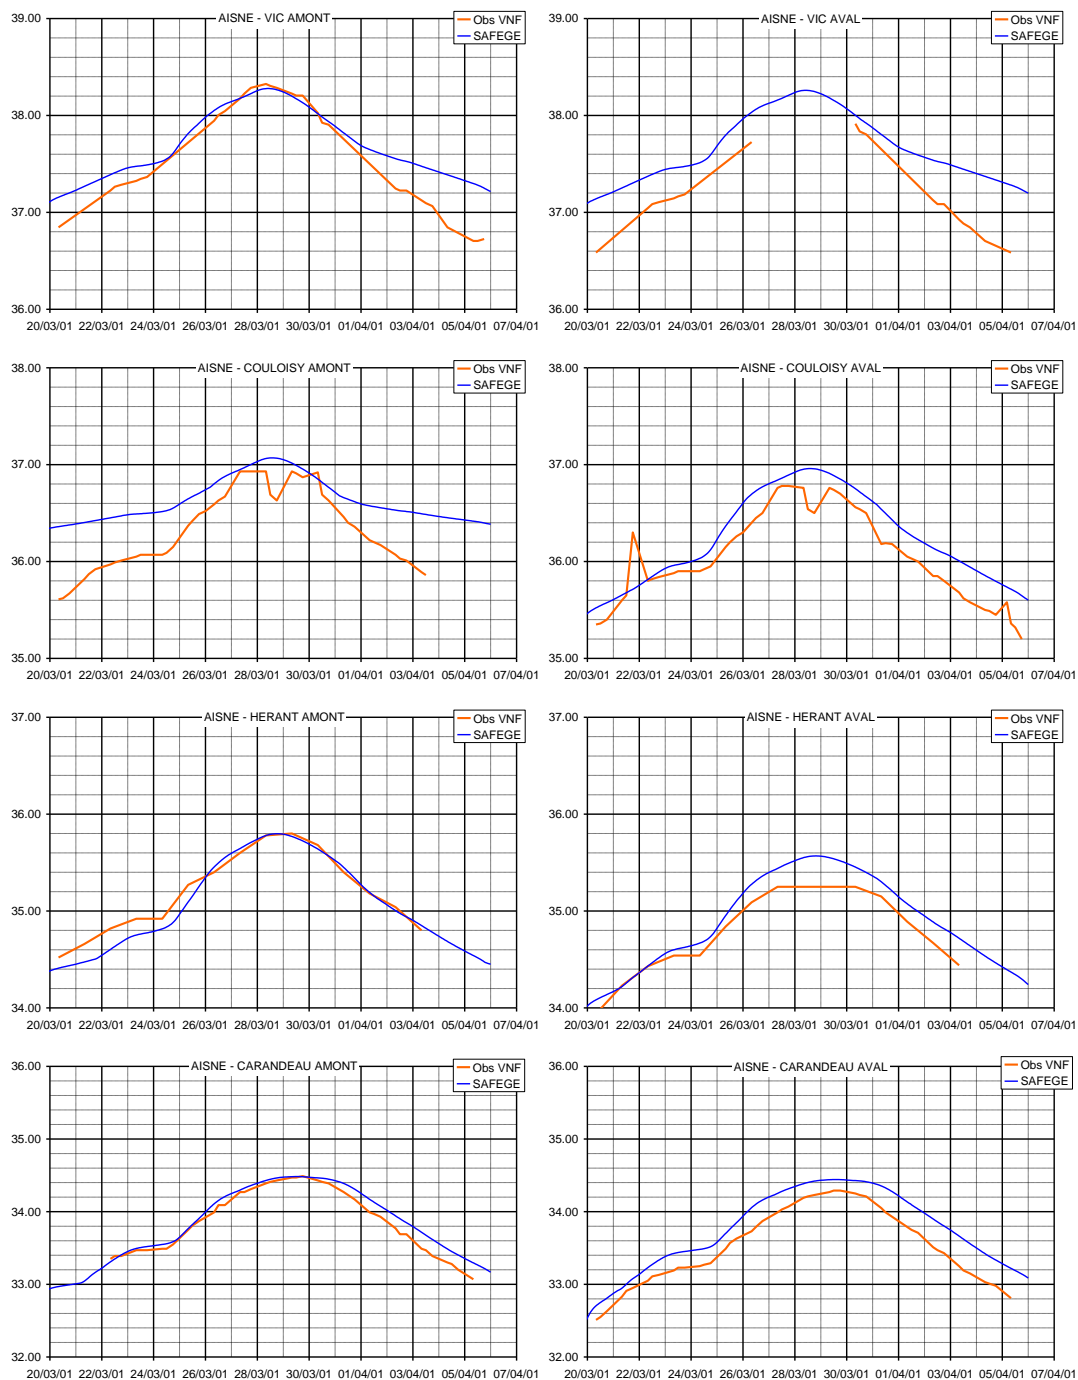 AISNE - VIC AMONT
Obs VNF
SAFEGE
39.00
38.00
37.00
36.00
20/03/01 22/03/01 24/03/01 26/03/01 28/03/01 30/03/01 01/04/01 03/04/01 05/04/01 07/04/01
AISNE - VIC AVAL
Obs VNF
SAFEGE
39.00
38.00
37.00
36.00
20/03/01 22/03/01 24/03/01 26/03/01 28/03/01 30/03/01 01/04/01 03/04/01 05/04/01 07/04/01
AISNE - COULOISY AMONT
Obs VNF
SAFEGE
38.00
37.00
36.00
35.00
20/03/01 22/03/01 24/03/01 26/03/01 28/03/01 30/03/01 01/04/01 03/04/01 05/04/01 07/04/01
AISNE - COULOISY AVAL
Obs VNF
SAFEGE
38.00
37.00
36.00
35.00
20/03/01 22/03/01 24/03/01 26/03/01 28/03/01 30/03/01 01/04/01 03/04/01 05/04/01 07/04/01
AISNE - HERANT AMONT
Obs VNF
SAFEGE
37.00
36.00
35.00
34.00
20/03/01 22/03/01 24/03/01 26/03/01 28/03/01 30/03/01 01/04/01 03/04/01 05/04/01 07/04/01
AISNE - HERANT AVAL
Obs VNF
SAFEGE
37.00
36.00
35.00
34.00
20/03/01 22/03/01 24/03/01 26/03/01 28/03/01 30/03/01 01/04/01 03/04/01 05/04/01 07/04/01
AISNE - CARANDEAU AMONT
Obs VNF
SAFEGE
36.00
35.00
34.00
33.00
32.00
20/03/01 22/03/01 24/03/01 26/03/01 28/03/01 30/03/01 01/04/01 03/04/01 05/04/01 07/04/01
AISNE - CARANDEAU AVAL
Obs VNF
SAFEGE
36.00
35.00
34.00
33.00
32.00
20/03/01 22/03/01 24/03/01 26/03/01 28/03/01 30/03/01 01/04/01 03/04/01 05/04/01 07/04/01